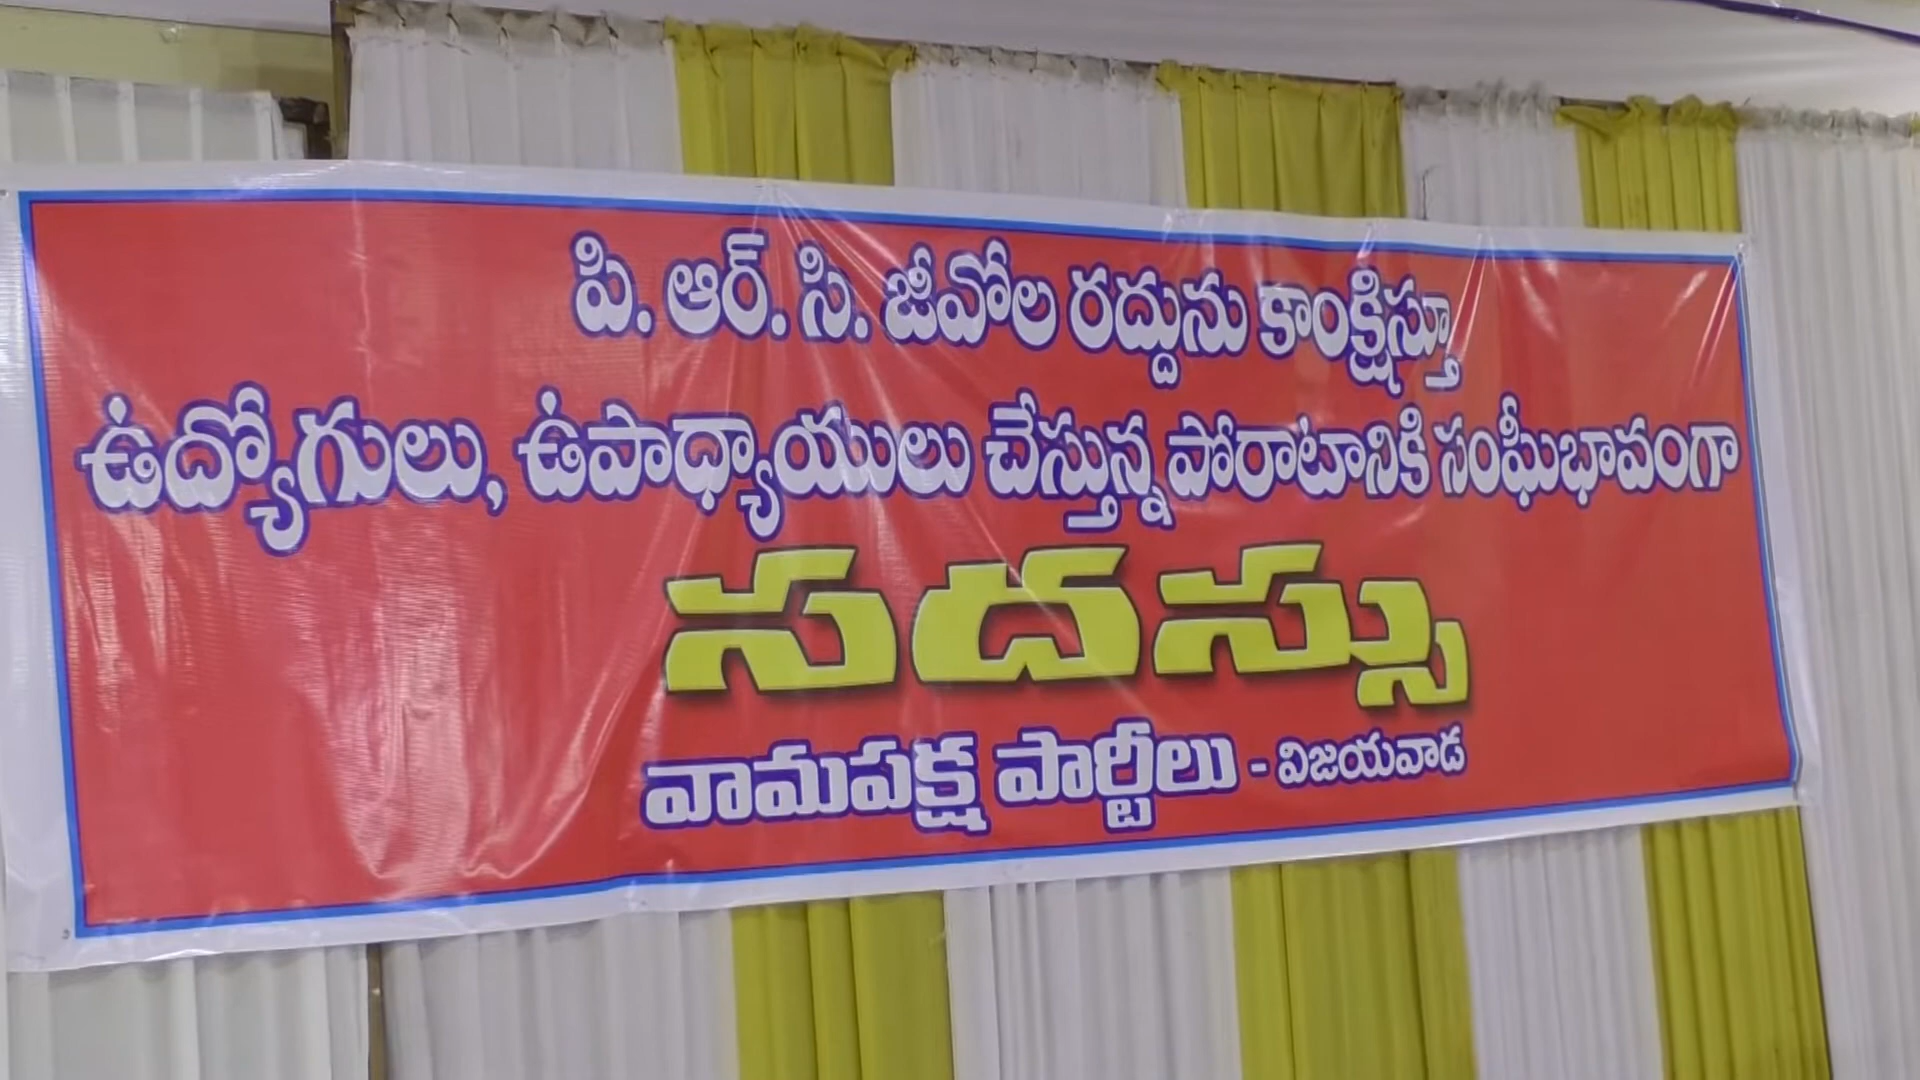 పి. ఆర్. సి. జీవోల రద్దును కాంక్షిస్తూ
ఉద్యోగులు, ఉపాధ్యాయులు చేస్తున్న పోరాటానికి సంఘీభావంగా
సదస్సు
వామపక్ష పార్టీలు - విజయవాడ